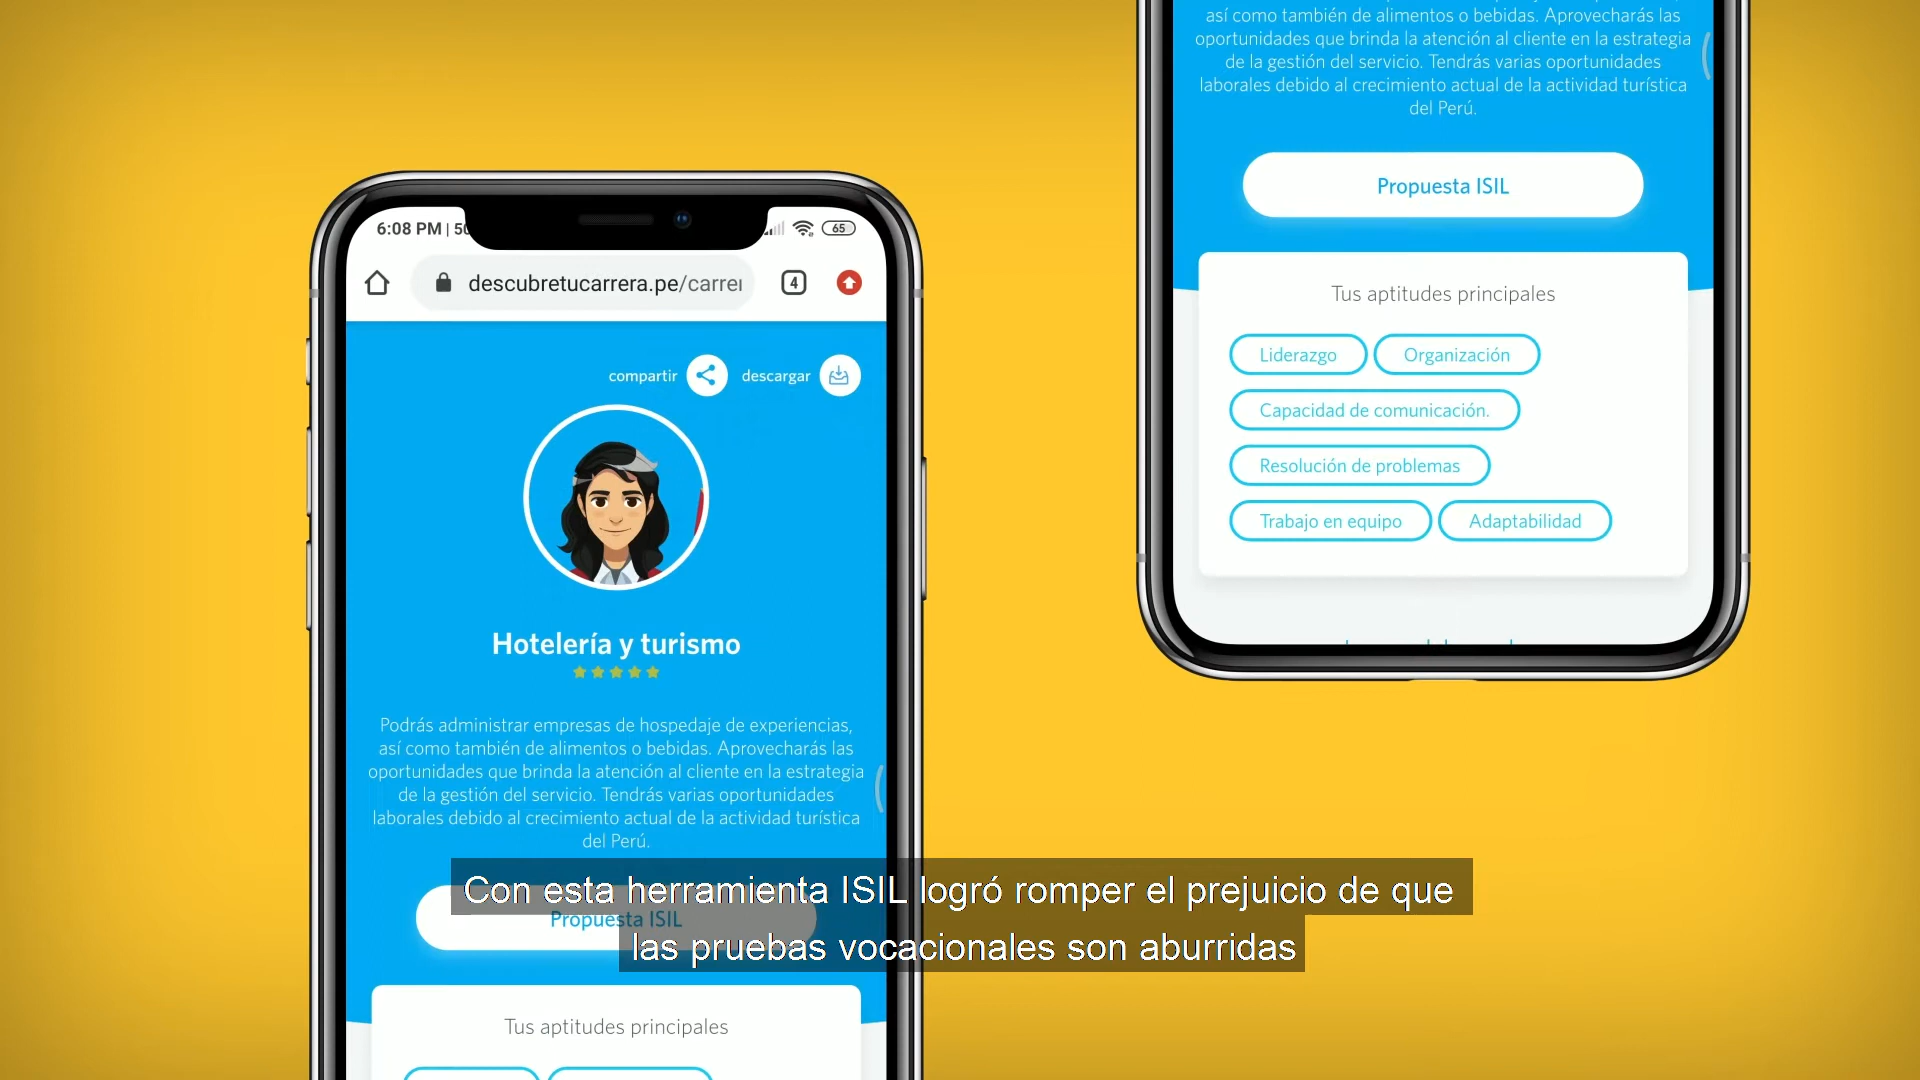 6:08 PM | 50
65
descubretucarrera.pe/carrer
4
compartir
descargar
Hotelería y turismo
Podrás administrar empresas de hospedaje de experiencias,
así como también de alimentos o bebidas. Aprovecharás las
oportunidades que brinda la atención al cliente en la estrategia
de la gestión del servicio. Tendrás varias oportunidades
laborales debido al crecimiento actual de la actividad turística
del Perú.
Propuesta ISIL
Tus aptitudes principales
así como también de alimentos o bebidas. Aprovecharás las
oportunidades que brinda la atención al cliente en la estrategia
de la gestión del servicio. Tendrás varias oportunidades
laborales debido al crecimiento actual de la actividad turística
del Perú.
Propuesta ISIL
Tus aptitudes principales
Liderazgo
Organización
Capacidad de comunicación.
Resolución de problemas
Trabajo en equipo
Adaptabilidad
Con esta herramienta ISIL logró romper el prejuicio de que
las pruebas vocacionales son aburridas